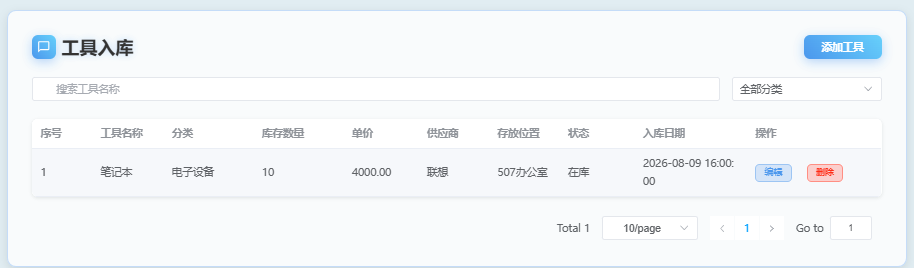 工具入库
添加工具
搜索工具名称
全部分类
序号 工具名称 分类 库存数量 单价 供应商 存放位置 状态 入库日期 操作
1 笔记本 电子设备 10 4000.00 联想 507办公室 在库 2026-08-09 16:00:
00
编辑 删除
Total 1 10/page 1 Go to 1